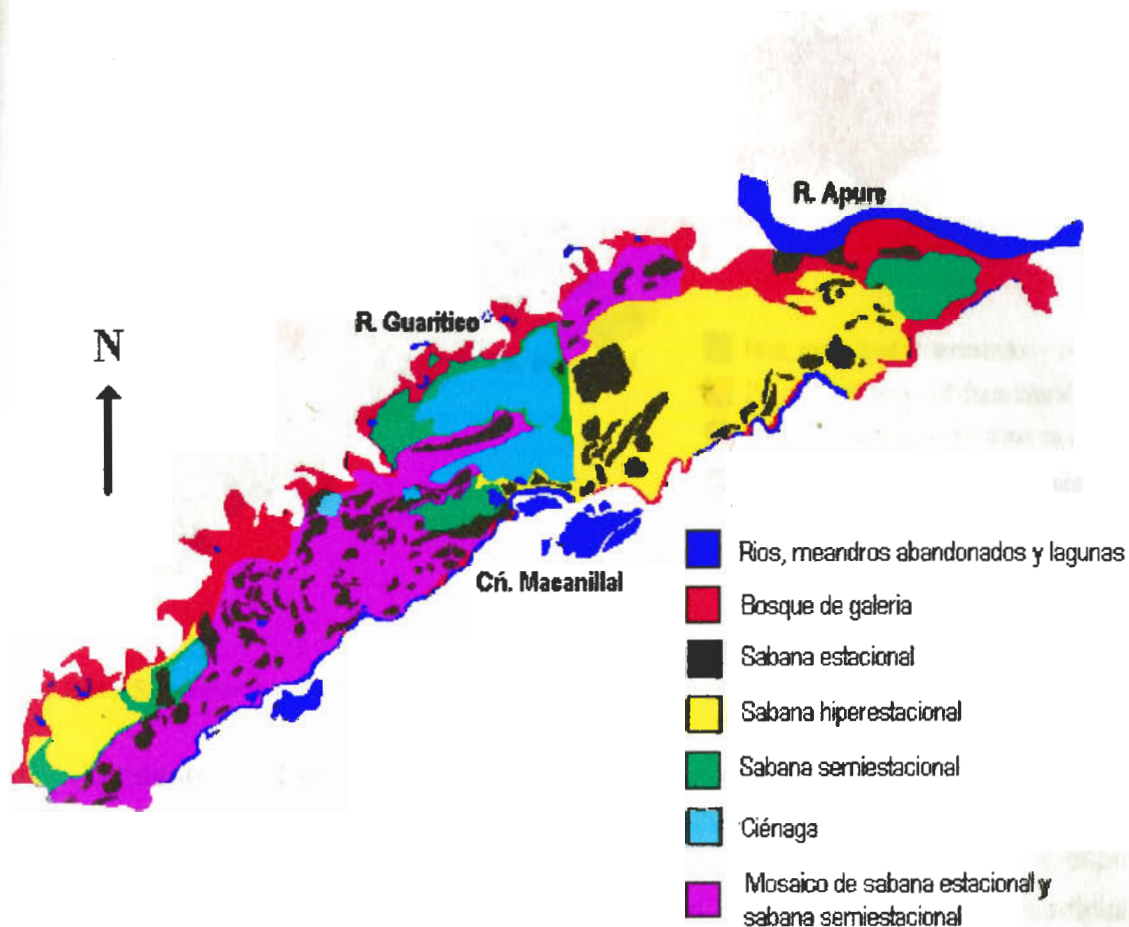 R. Apure
R. Guaritico
N
Cñ. Macanillal
Rios, meandros abandonados y lagunas
Bosque de galeria
Sabana estacional
Sabana hiperestacional
Sabana semiestacional
Ciénaga
Mosaico de sabana estacional y
sabana semiestacional